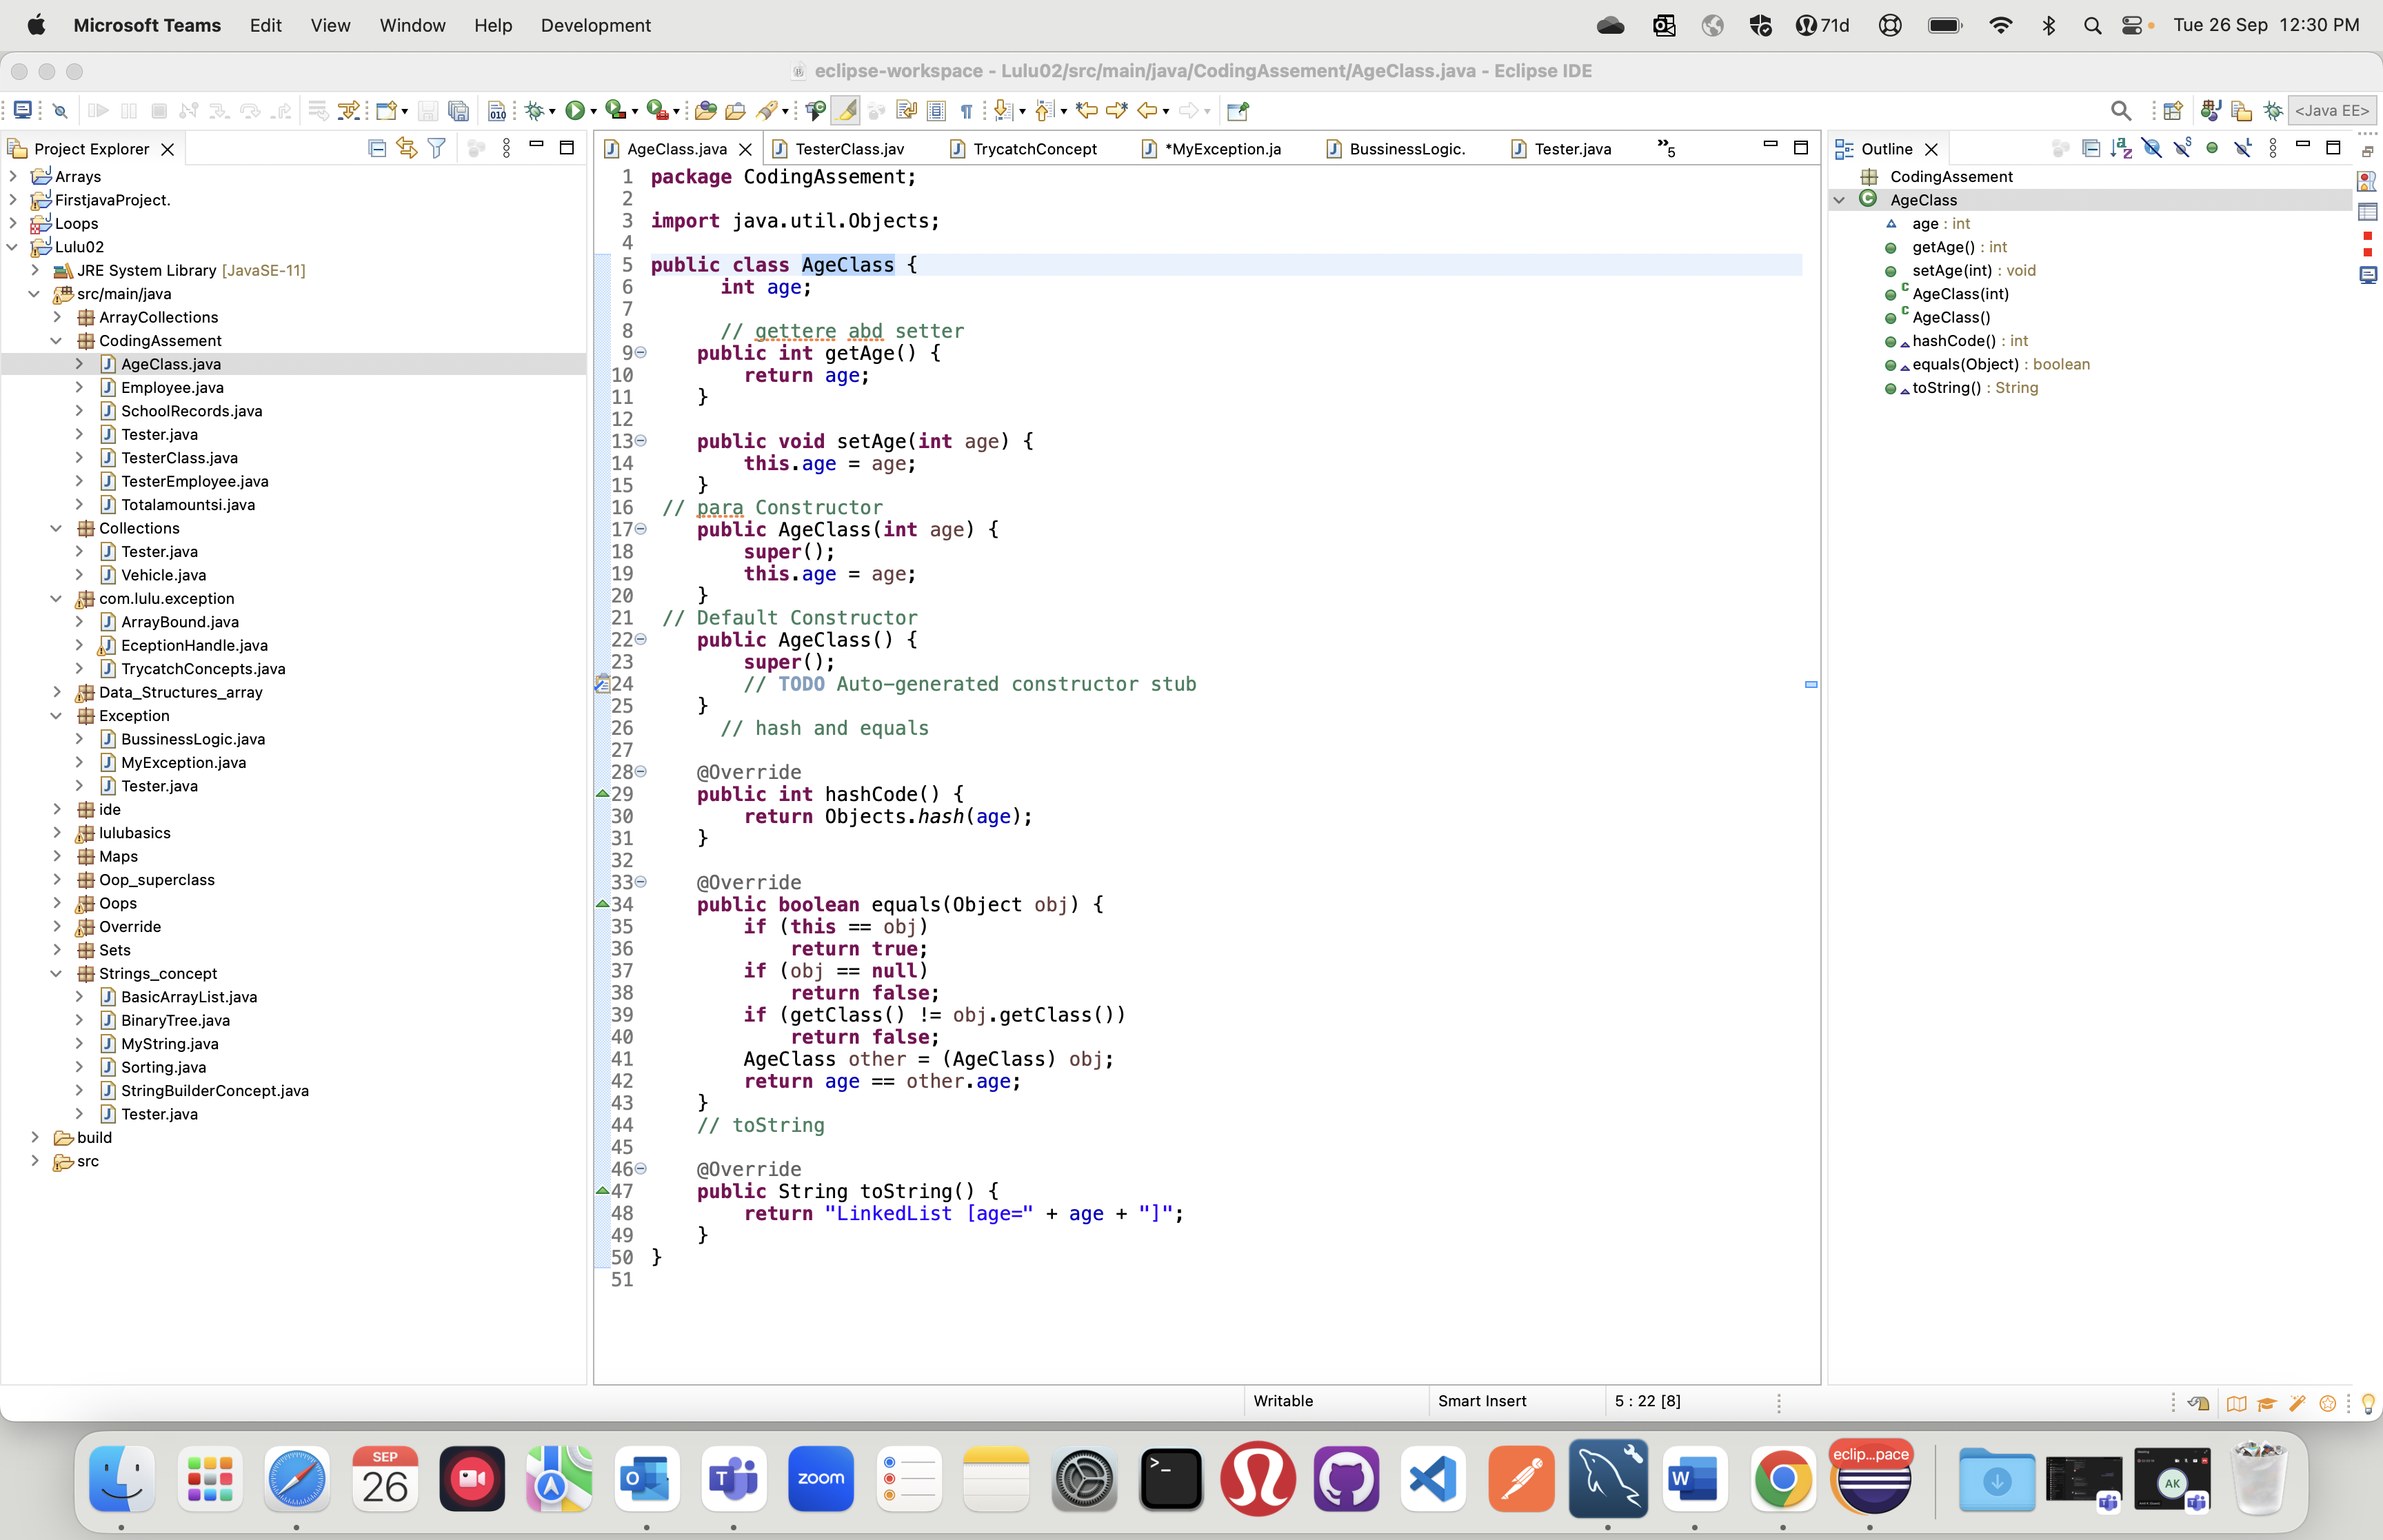 Microsoft Teams Edit View Window Help Development 71d Tue 26 Sep 12:30 PM
eclipse-workspace - Lulu02/src/main/java/CodingAssement/AgeClass.java - Eclipse IDE
<Java EE>
Project Explorer
Arrays
FirstjavaProject.
Loops
Lulu02
JRE System Library [JavaSE-11]
src/main/java
ArrayCollections
CodingAssement
AgeClass.java
Employee.java
SchoolRecords.java
Tester.java
TesterClass.java
TesterEmployee.java
Totalamountsi.java
Collections
Tester.java
Vehicle.java
com.lulu.exception
ArrayBound.java
EceptionHandle.java
TrycatchConcepts.java
Data_Structures_array
Exception
BussinessLogic.java
MyException.java
Tester.java
ide
lulubasics
Maps
Oop_superclass
Oops
Override
Sets
Strings_concept
BasicArrayList.java
BinaryTree.java
MyString.java
Sorting.java
StringBuilderConcept.java
Tester.java
build
src
AgeClass.java TesterClass.jav TrycatchConcept *MyException.ja BussinessLogic. Tester.java »5
1 package CodingAssement;
2
3 import java.util.Objects;
4
5 public class AgeClass {
6 int age;
7
8 // gettere abd setter
9 public int getAge() {
10 return age;
11 }
12
13 public void setAge(int age) {
14 this.age = age;
15 }
16 // para Constructor
17 public AgeClass(int age) {
18 super();
19 this.age = age;
20 }
21 // Default Constructor
22 public AgeClass() {
23 super();
24 // TODO Auto-generated constructor stub
25 }
26 // hash and equals
27
28 @Override
29 public int hashCode() {
30 return Objects.hash(age);
31 }
32
33 @Override
34 public boolean equals(Object obj) {
35 if (this == obj)
36 return true;
37 if (obj == null)
38 return false;
39 if (getClass() != obj.getClass())
40 return false;
41 AgeClass other = (AgeClass) obj;
42 return age == other.age;
43 }
44 // toString
45
46 @Override
47 public String toString() {
48 return "LinkedList [age=" + age + "]";
49 }
50 }
51
Outline
CodingAssement
AgeClass
age : int
getAge() : int
setAge(int) : void
AgeClass(int)
AgeClass()
hashCode() : int
equals(Object) : boolean
toString() : String
Writable Smart Insert 5 : 22 [8]
SEP
26
zoom
eclip...pace
AK